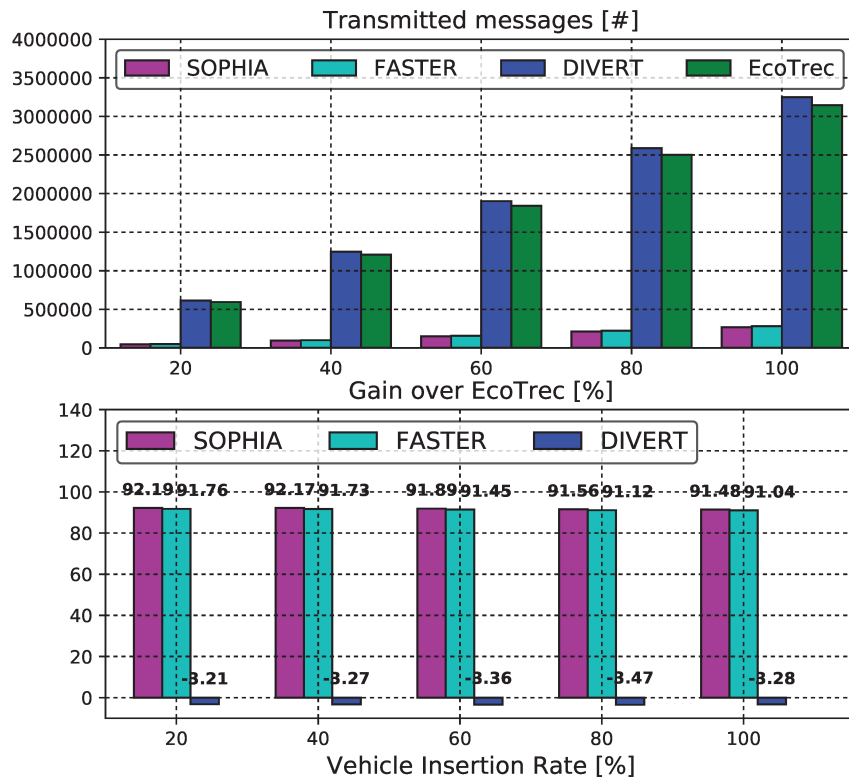 Transmitted messages [#]
4000000
SOPHIA FASTER DIVERT EcoTrec
3500000
3000000
2500000
2000000
1500000
1000000
500000
0
20 40 60 80 100
Gain over EcoTrec [%]
140
SOPHIA FASTER DIVERT
120
100
92.19 91.76 92.17 91.73 91.89 91.45 91.56 91.12 91.48 91.04
80
60
40
20
-3.21 -3.27 -3.36 -3.47 -3.28
0
20 40 60 80 100
Vehicle Insertion Rate [%]